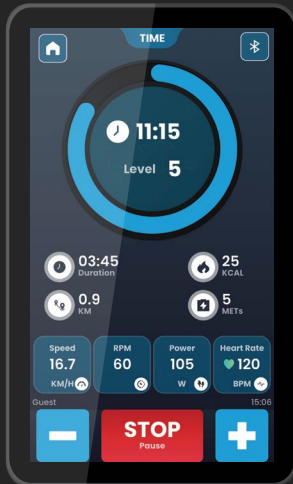 TIME
11:15
Level 5
03:45
Duration
25
KCAL
0.9
KM
5
METs
Speed
16.7
KM/H
RPM
60
Power
105
W
Heart Rate
120
BPM
Guest
15:06
STOP
Pause